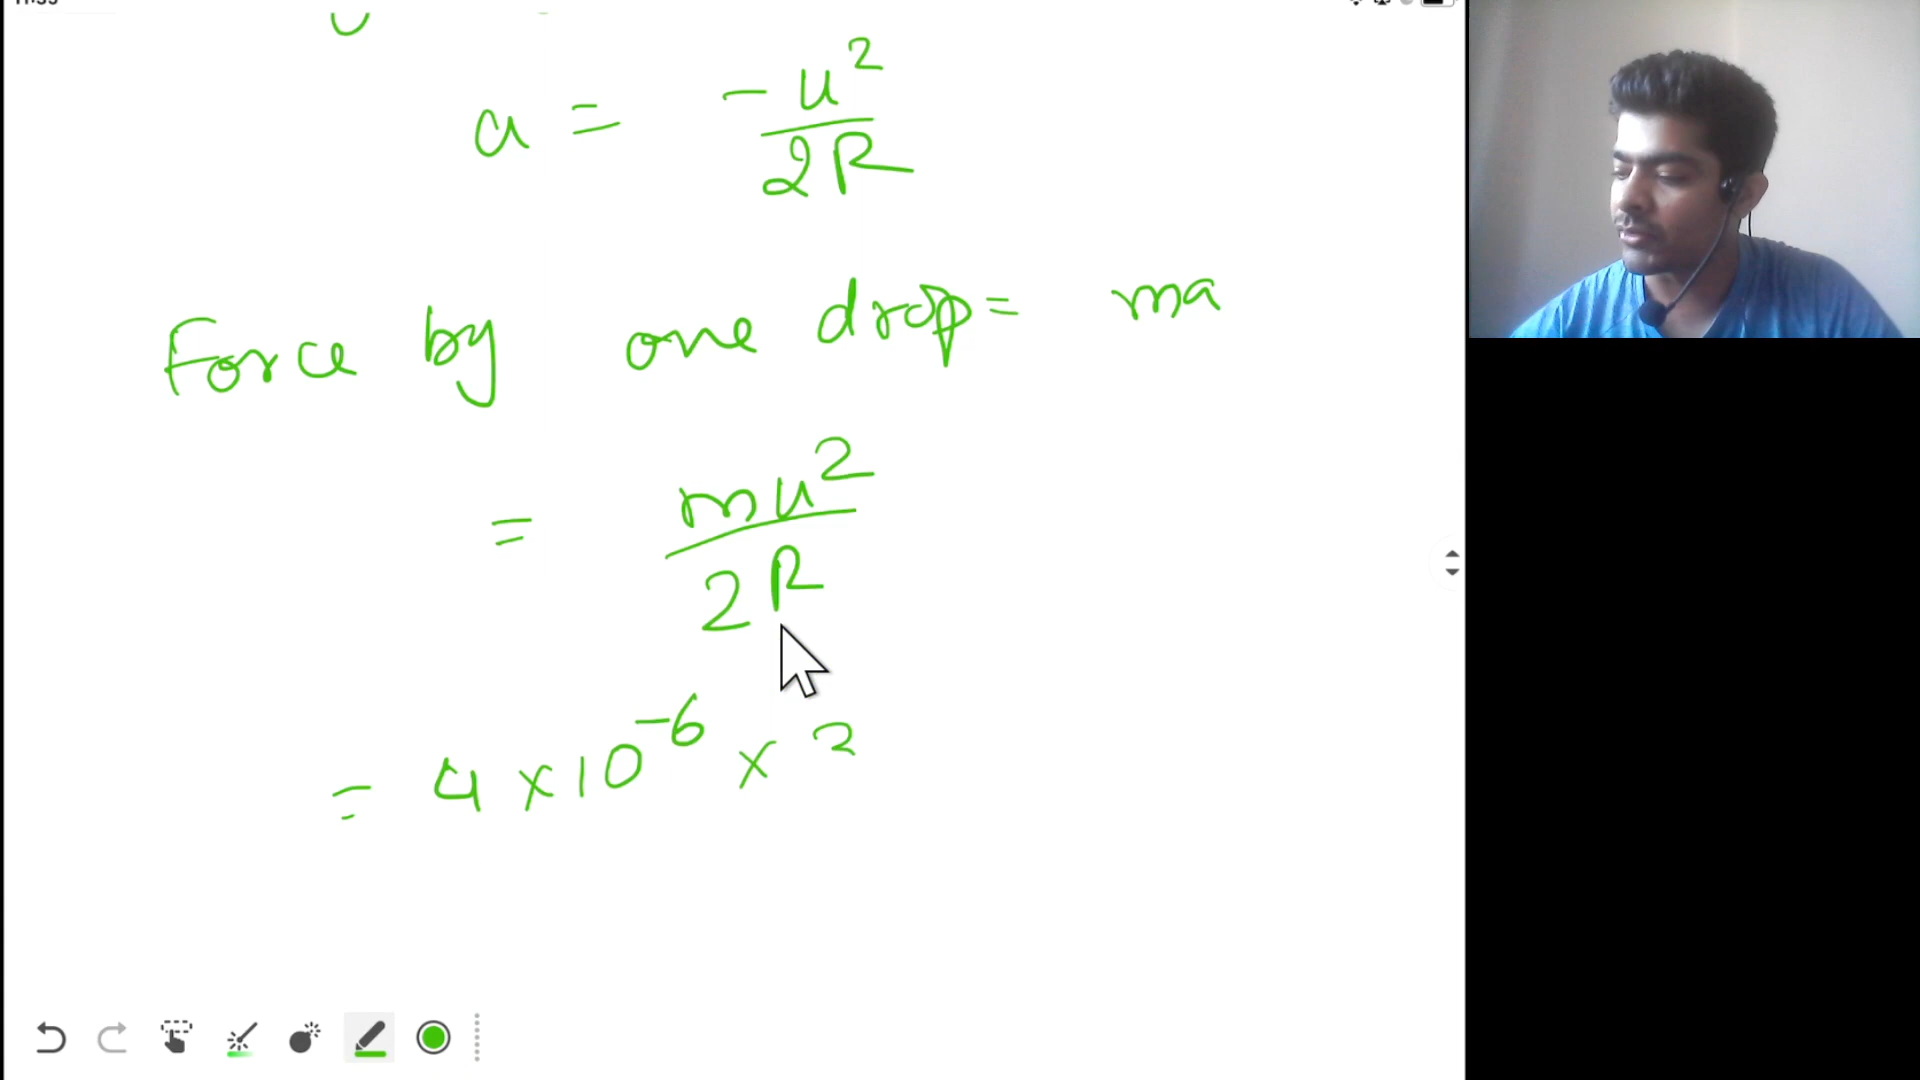 a = -u²/2R
Force by one drop = ma
= mu²/2R
= 4 × 10⁻⁶ × 2